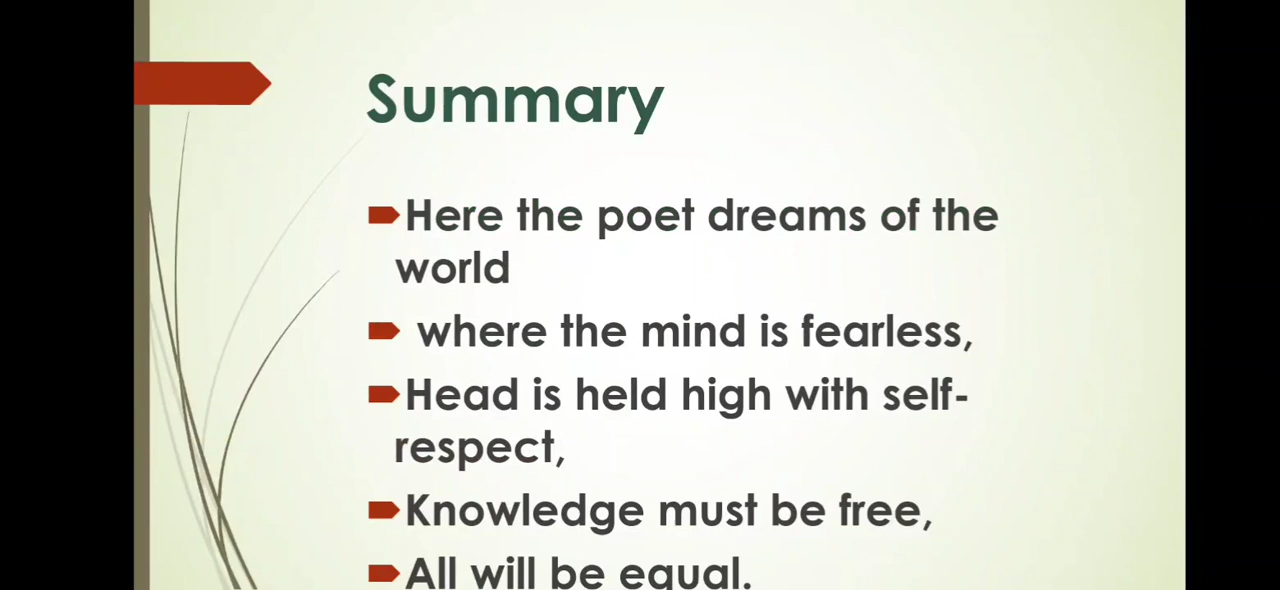 Summary
Here the poet dreams of the
world
where the mind is fearless,
Head is held high with self-
respect,
Knowledge must be free,
All will be equal.